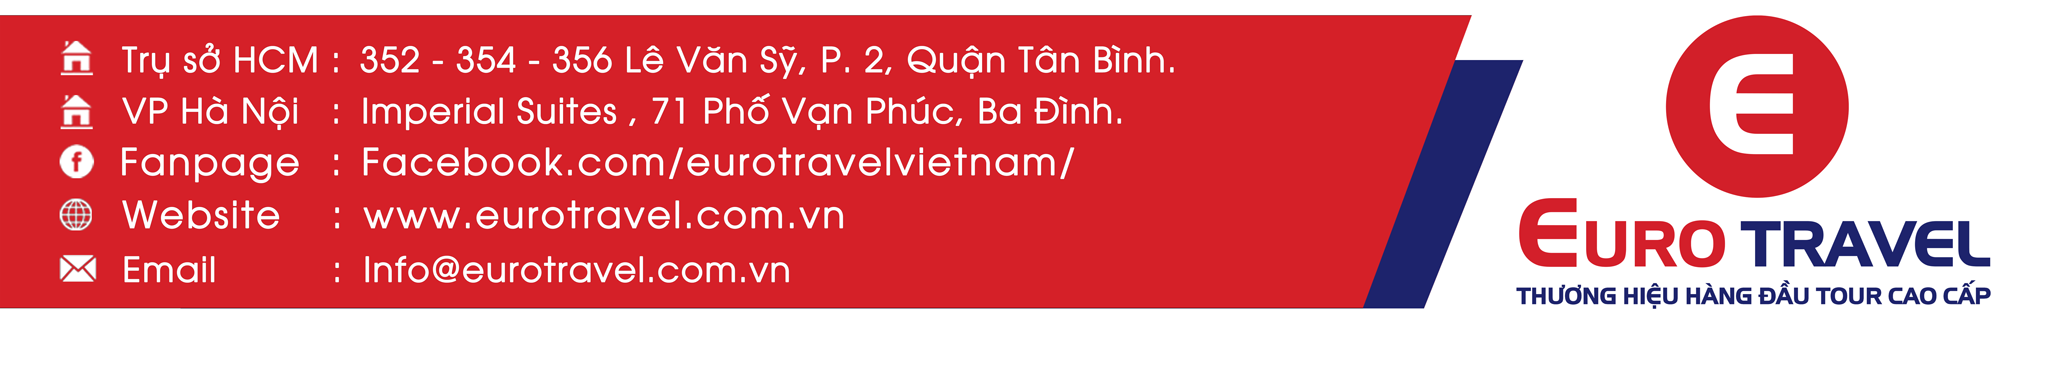 Trụ sở HCM : 352 - 354 - 356 Lê Văn Sỹ, P. 2, Quận Tân Bình.
VP Hà Nội : Imperial Suites , 71 Phố Vạn Phúc, Ba Đình.
Fanpage : Facebook.com/eurotravelvietnam/
Website : www.eurotravel.com.vn
Email : Info@eurotravel.com.vn
E
EURO TRAVEL
THƯƠNG HIỆU HÀNG ĐẦU TOUR CAO CẤP